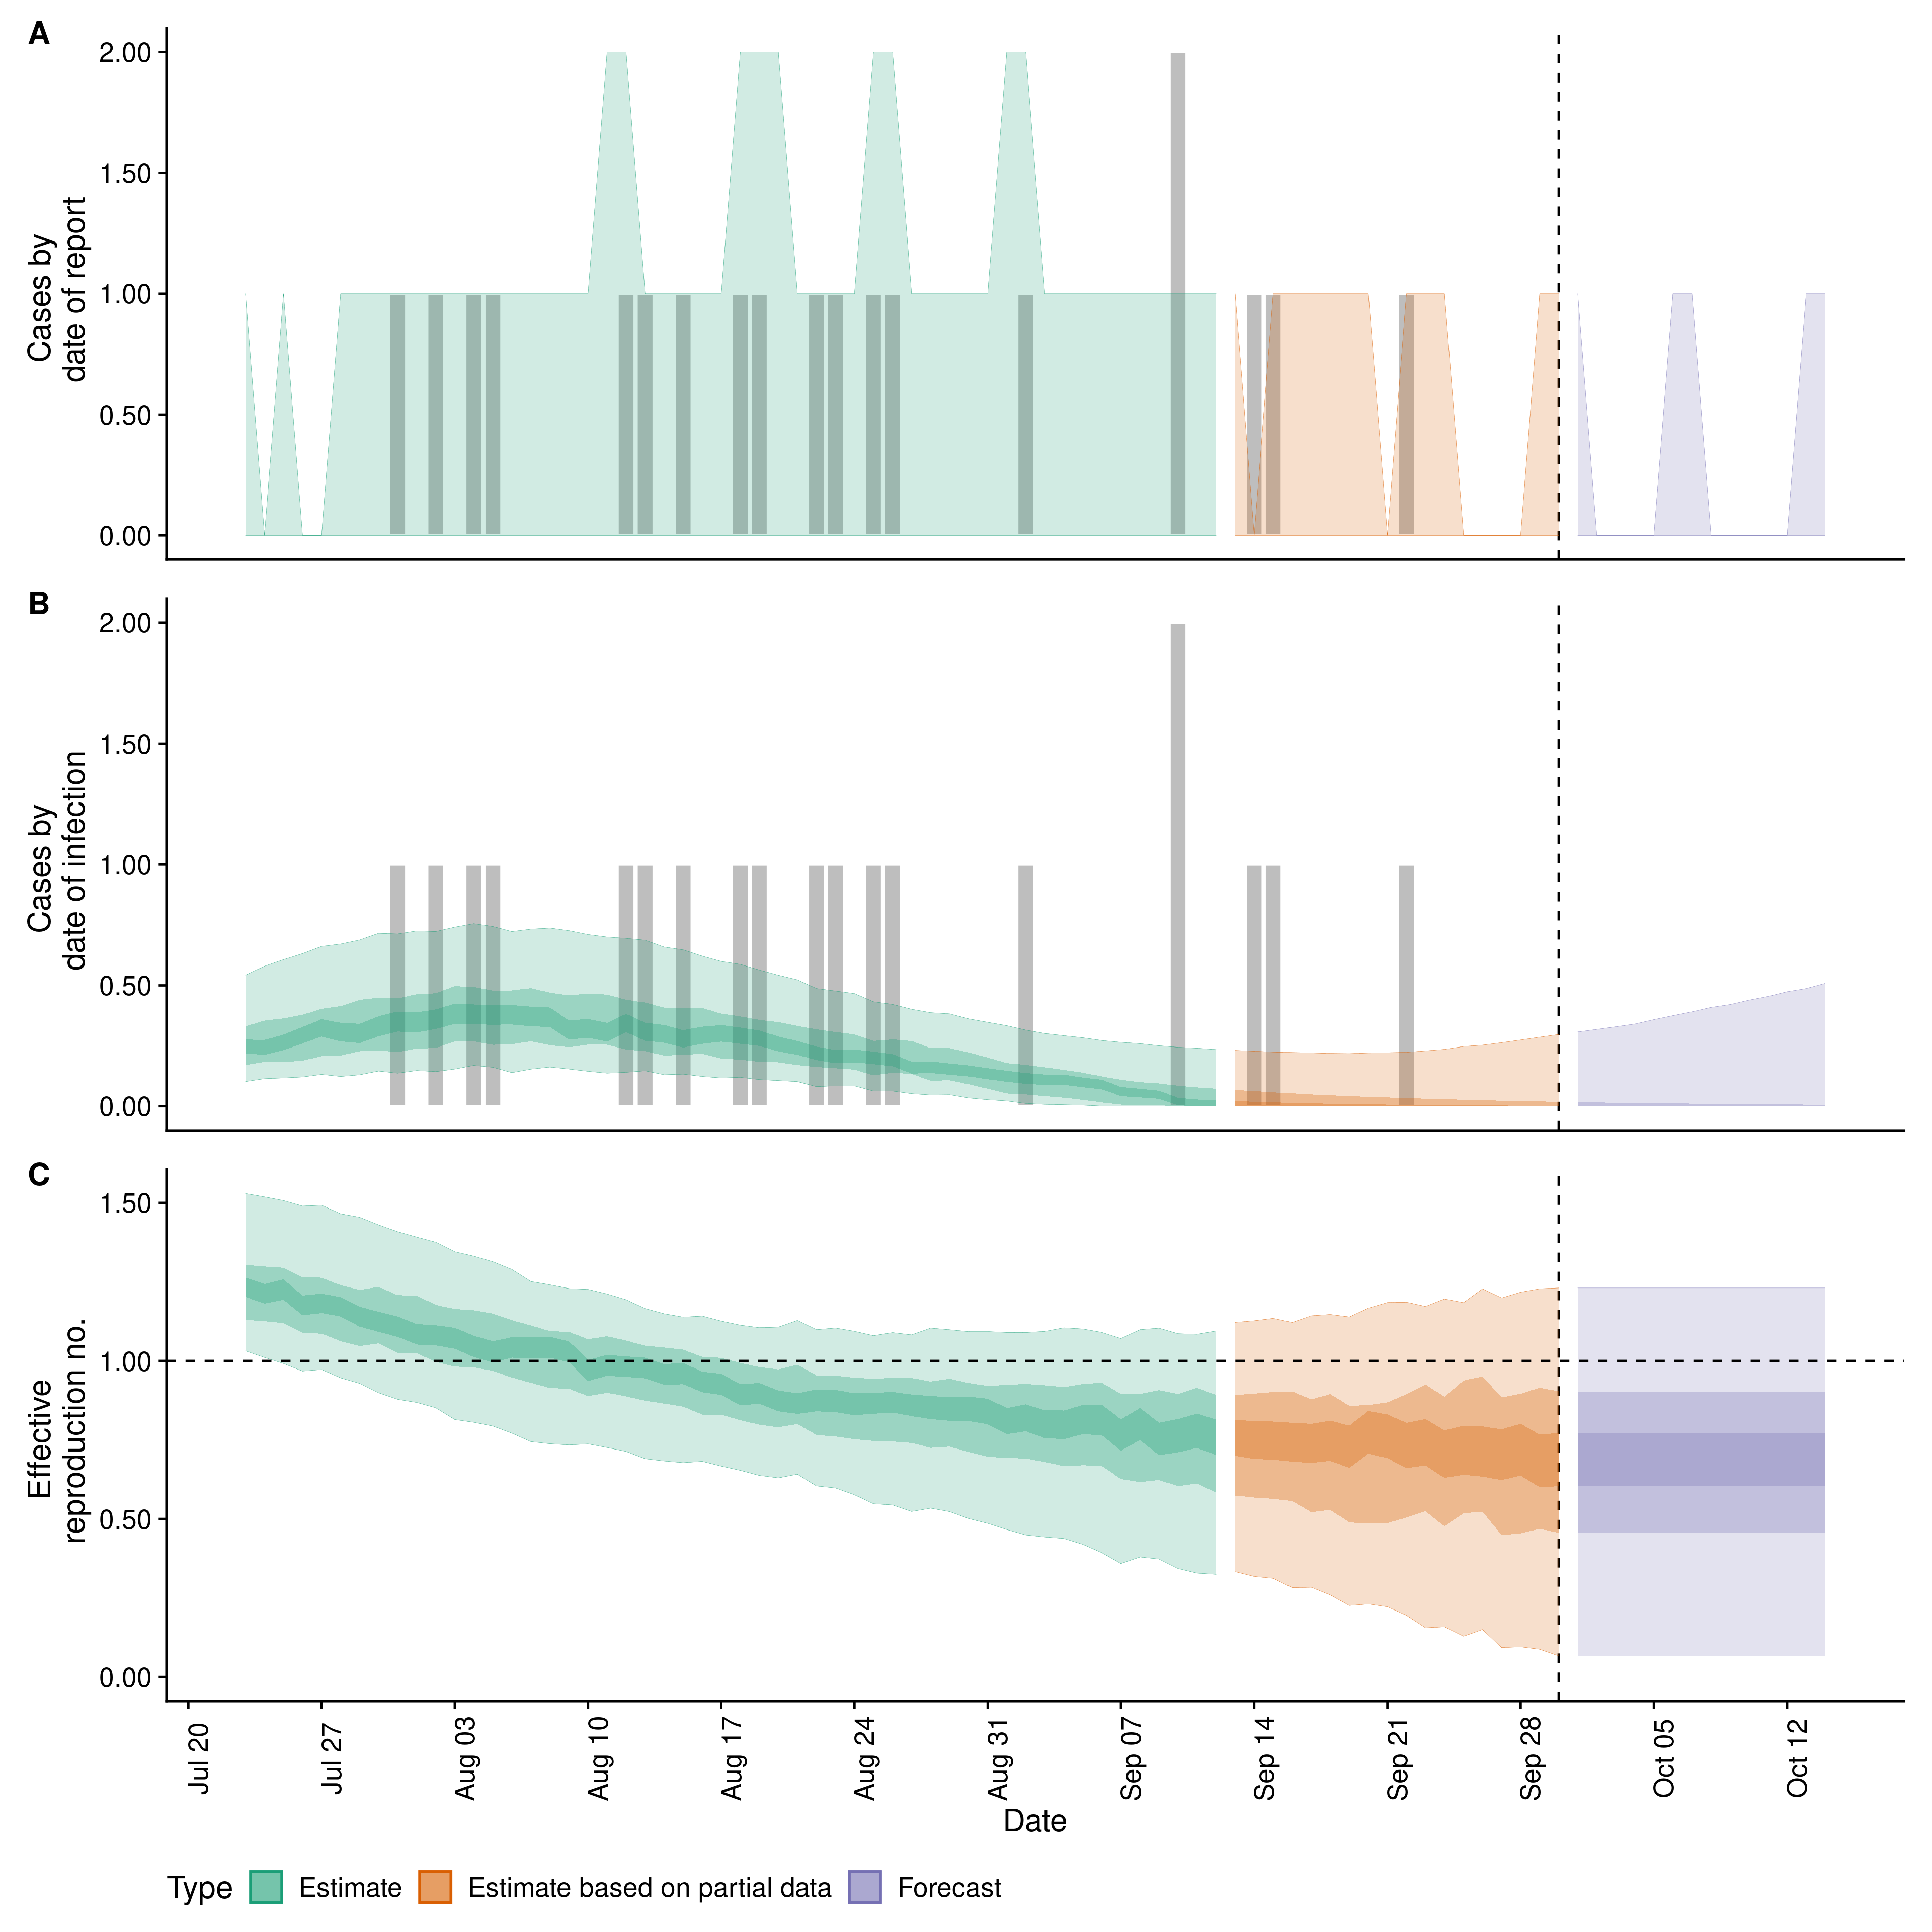 A
2.00
1.50
1.00
0.50
0.00
Cases by
date of report
B
2.00
1.50
1.00
0.50
0.00
Cases by
date of infection
C
1.50
1.00
0.50
0.00
Effective
reproduction no.
Jul 20
Jul 27
Aug 03
Aug 10
Aug 17
Aug 24
Aug 31
Sep 07
Sep 14
Sep 21
Sep 28
Oct 05
Oct 12
Date
Type Estimate Estimate based on partial data Forecast